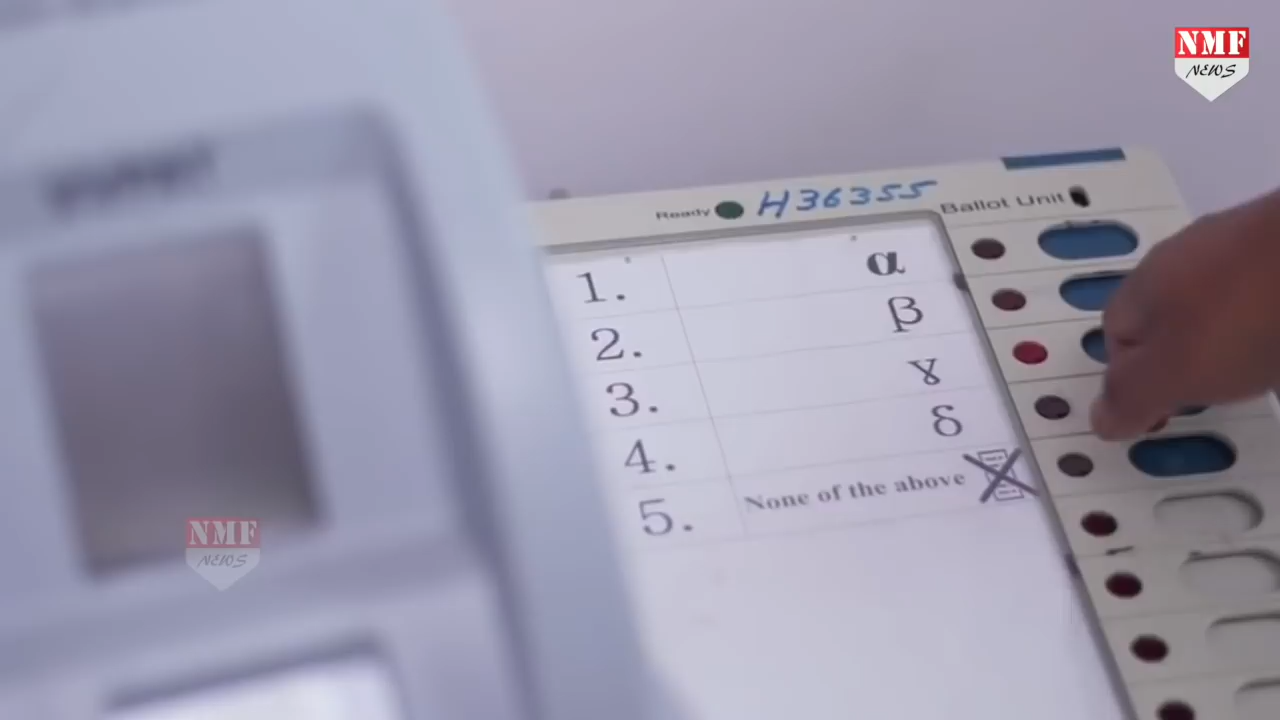 NMF
NEWS
Ready H36355 Ballot Unit
1. α
2. β
3. γ
4. δ
5. None of the above
NMF
NEWS